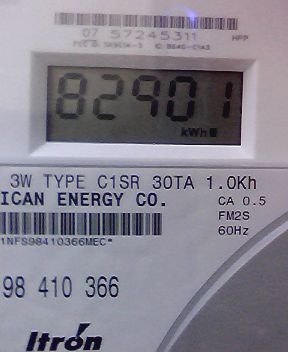 07 57245311 HPP
82901
kWh
3W TYPE C1SR 30TA 1.0Kh
ICAN ENERGY CO. CA 0.5
FM2S
1NFS98410366MEC* 60Hz
98 410 366
Itron